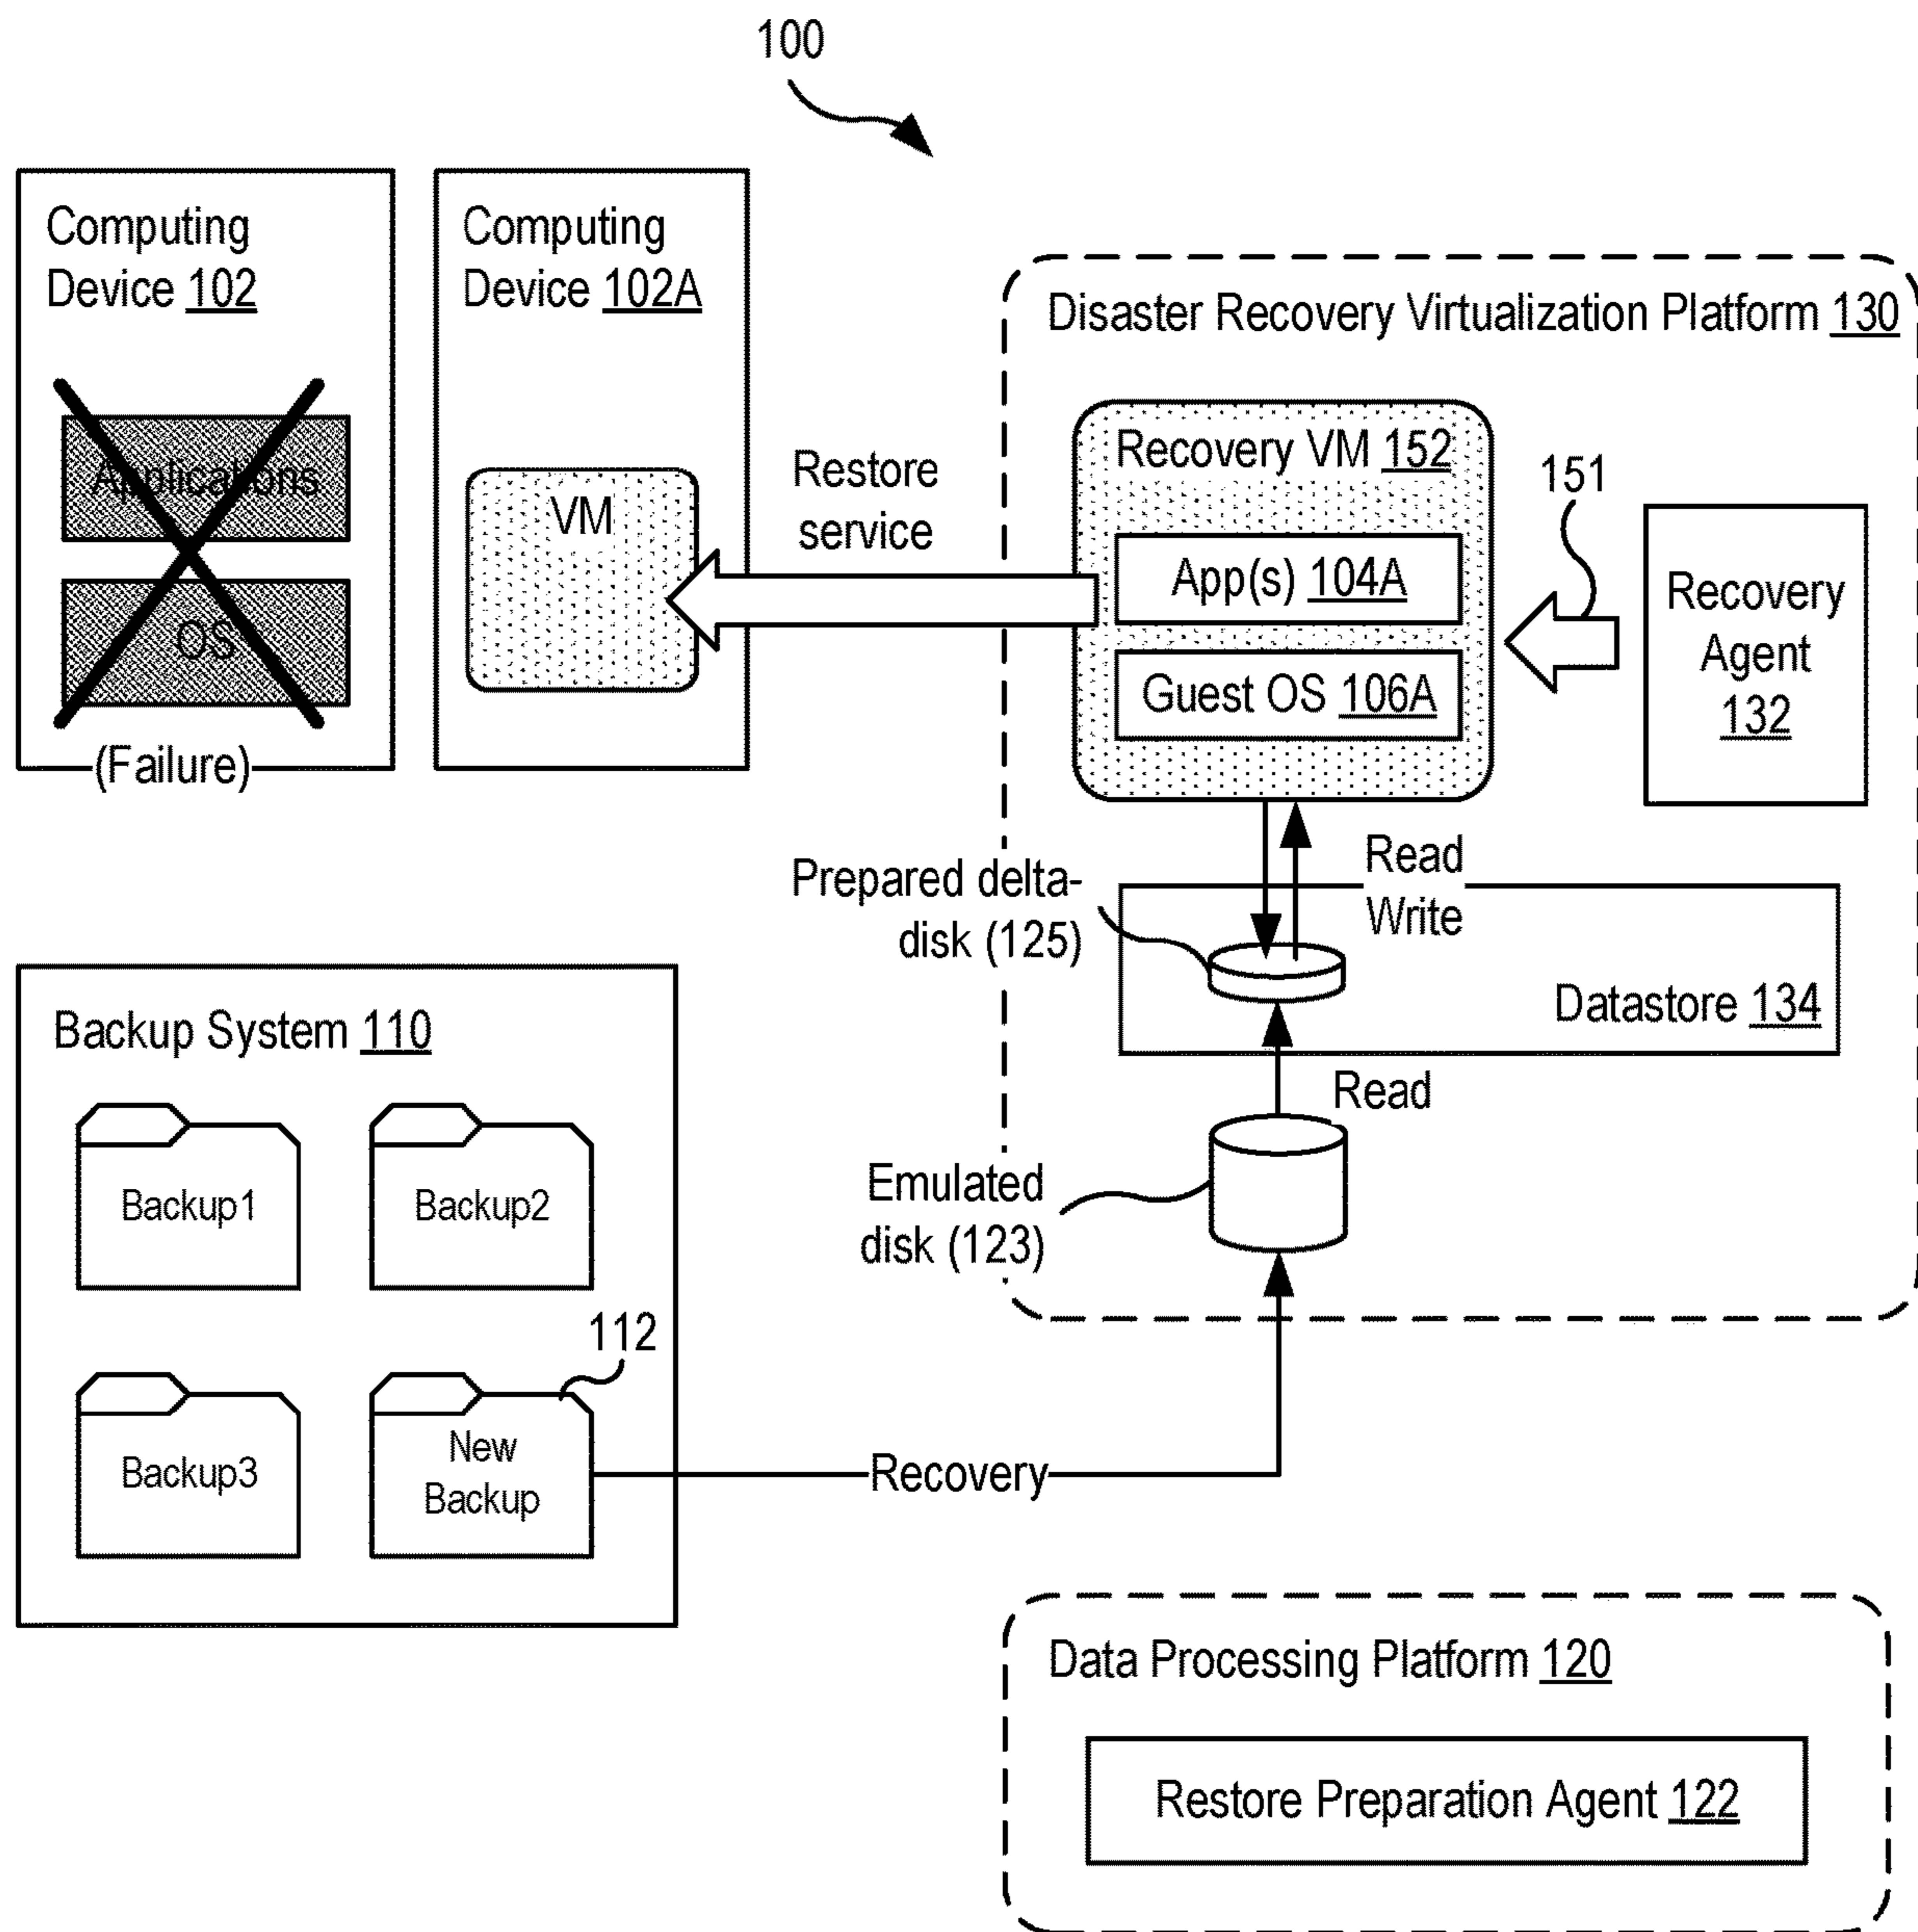 100
Computing
Device 102
Applications
OS
(Failure)
Computing
Device 102A
VM
Restore
service
Disaster Recovery Virtualization Platform 130
Recovery VM 152
App(s) 104A
Guest OS 106A
151
Recovery
Agent
132
Prepared delta-
disk (125)
Read
Write
Datastore 134
Read
Emulated
disk (123)
Backup System 110
Backup1
Backup2
112
Backup3
New
Backup
Recovery
Data Processing Platform 120
Restore Preparation Agent 122